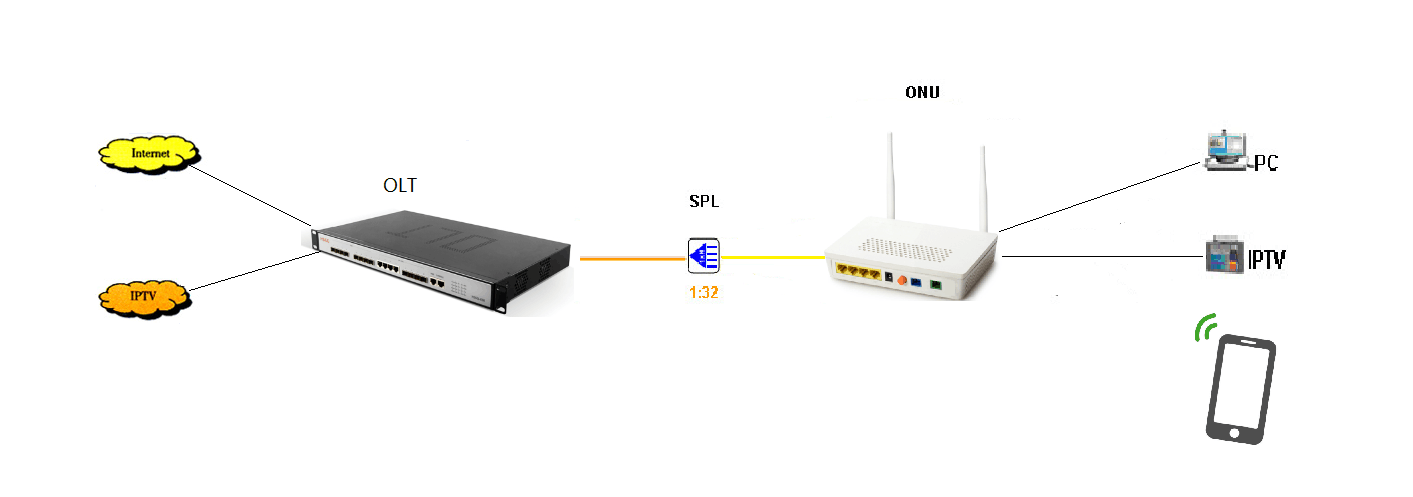 ONU
Internet
OLT
PC
SPL
IPTV
IPTV
1:32